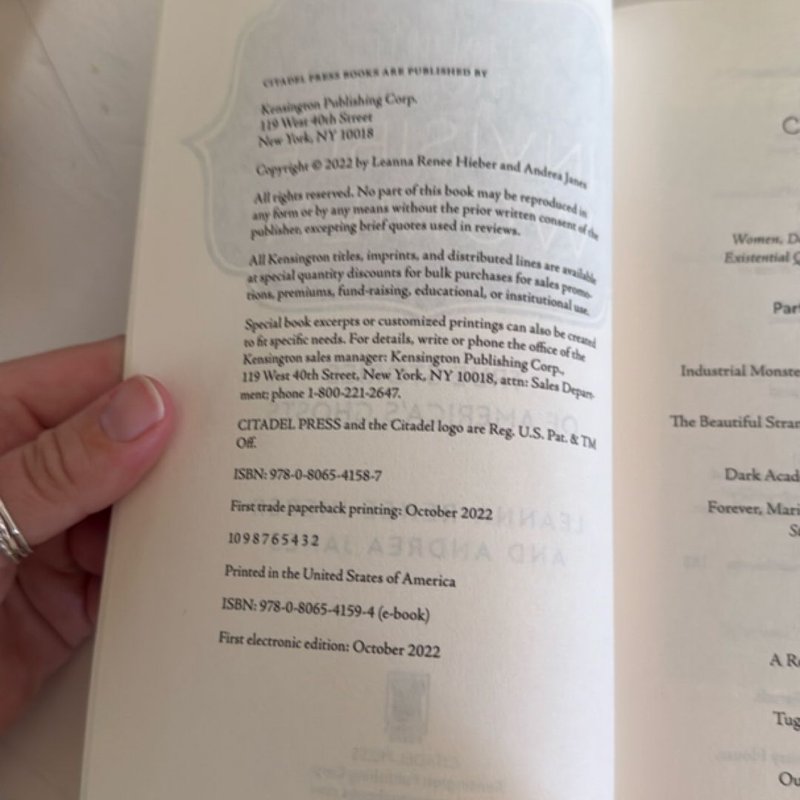 CITADEL PRESS BOOKS ARE PUBLISHED BY
Kensington Publishing Corp.
119 West 40th Street
New York, NY 10018
Copyright © 2022 by Leanna Renee Hieber and Andrea Janes
All rights reserved. No part of this book may be reproduced in
any form or by any means without the prior written consent of the
publisher, excepting brief quotes used in reviews.
All Kensington titles, imprints, and distributed lines are available
at special quantity discounts for bulk purchases for sales promo-
tions, premiums, fund-raising, educational, or institutional use.
Special book excerpts or customized printings can also be created
to fit specific needs. For details, write or phone the office of the
Kensington sales manager: Kensington Publishing Corp.,
119 West 40th Street, New York, NY 10018, attn: Sales Depart-
ment; phone 1-800-221-2647.
CITADEL PRESS and the Citadel logo are Reg. U.S. Pat. & TM
Off.
ISBN: 978-0-8065-4158-7
First trade paperback printing: October 2022
10 9 8 7 6 5 4 3 2
Printed in the United States of America
ISBN: 978-0-8065-4159-4 (e-book)
First electronic edition: October 2022
C
Women, D
Existential Q
Par
Industrial Monste
The Beautiful Stran
Dark Acad
Forever, Mari
S
A R
Tug
Ou